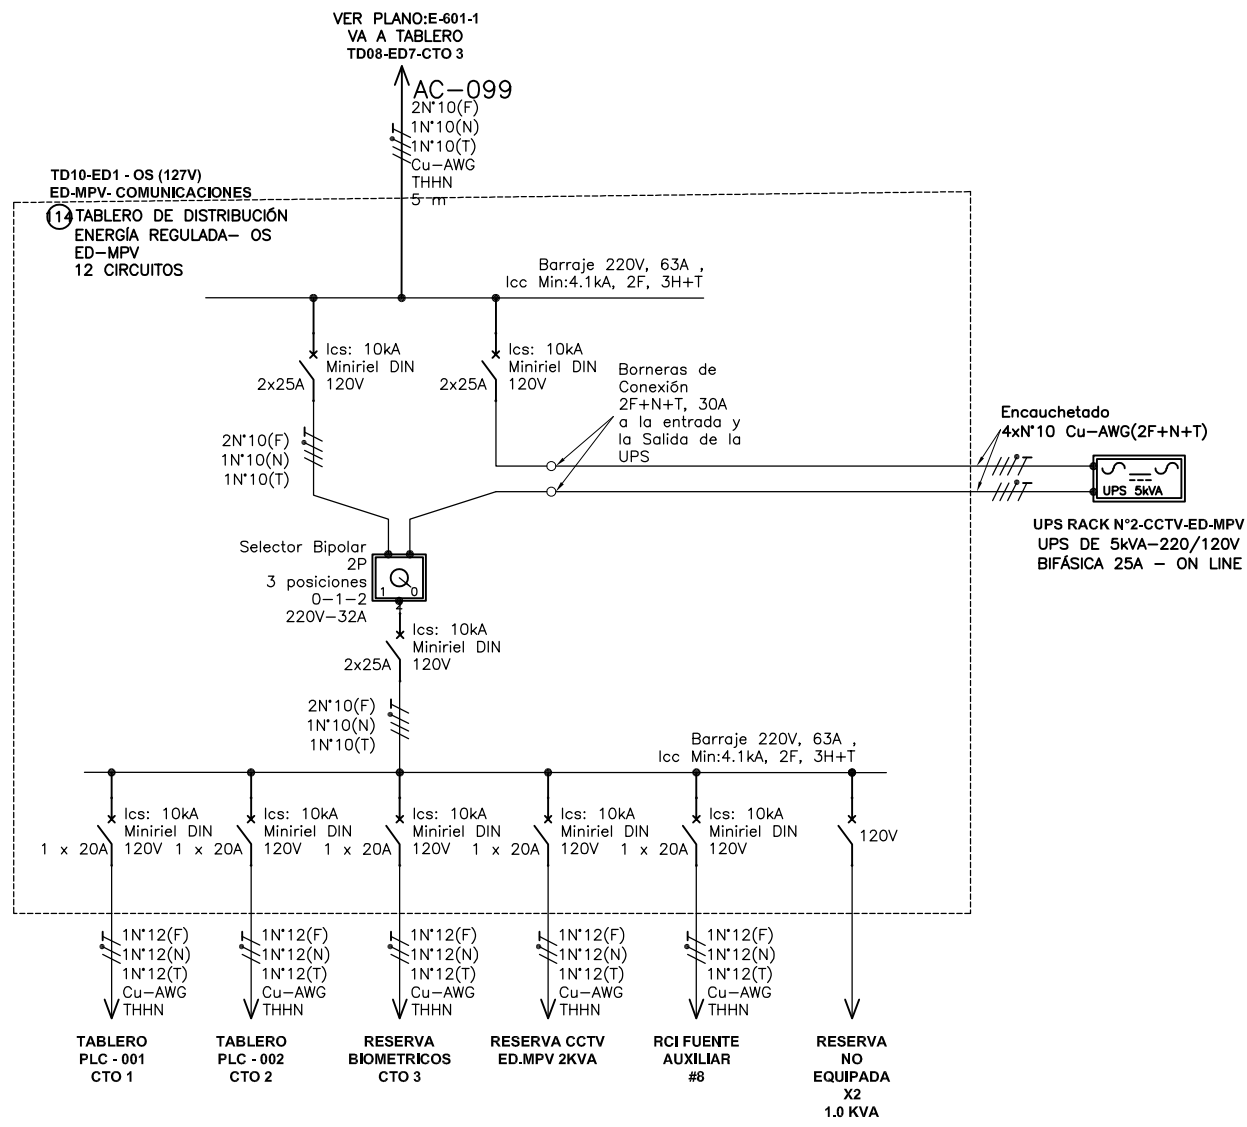 VER PLANO:E-601-1
VA A TABLERO
TD08-ED7-CTO 3
AC-099
2N°10(F)
1N°10(N)
1N°10(T)
Cu-AWG
THHN
5 m
TD10-ED1 - OS (127V)
ED-MPV- COMUNICACIONES
114
TABLERO DE DISTRIBUCIÓN
ENERGÍA REGULADA- OS
ED-MPV
12 CIRCUITOS
Barraje 220V, 63A ,
Icc Min:4.1kA, 2F, 3H+T
Ics: 10kA
Miniriel DIN
2x25A 120V
Ics: 10kA
Miniriel DIN
2x25A 120V
Borneras de
Conexión
2F+N+T, 30A
a la entrada y
la Salida de la
UPS
Encauchetado
4xN°10 Cu-AWG(2F+N+T)
2N°10(F)
1N°10(N)
1N°10(T)
UPS 5kVA
UPS RACK N°2-CCTV-ED-MPV
UPS DE 5kVA-220/120V
BIFÁSICA 25A - ON LINE
Selector Bipolar
2P
3 posiciones
0-1-2
220V-32A
1 0
2
Ics: 10kA
Miniriel DIN
2x25A 120V
2N°10(F)
1N°10(N)
1N°10(T)
Barraje 220V, 63A ,
Icc Min:4.1kA, 2F, 3H+T
Ics: 10kA
Miniriel DIN
1 x 20A 120V
Ics: 10kA
Miniriel DIN
1 x 20A 120V
Ics: 10kA
Miniriel DIN
1 x 20A 120V
Ics: 10kA
Miniriel DIN
1 x 20A 120V
Ics: 10kA
Miniriel DIN
1 x 20A 120V
120V
1N°12(F)
1N°12(N)
1N°12(T)
Cu-AWG
THHN
1N°12(F)
1N°12(N)
1N°12(T)
Cu-AWG
THHN
1N°12(F)
1N°12(N)
1N°12(T)
Cu-AWG
THHN
1N°12(F)
1N°12(N)
1N°12(T)
Cu-AWG
THHN
1N°12(F)
1N°12(N)
1N°12(T)
Cu-AWG
THHN
TABLERO
PLC - 001
CTO 1
TABLERO
PLC - 002
CTO 2
RESERVA
BIOMETRICOS
CTO 3
RESERVA CCTV
ED.MPV 2KVA
RCI FUENTE
AUXILIAR
#8
RESERVA
NO
EQUIPADA
X2
1.0 KVA